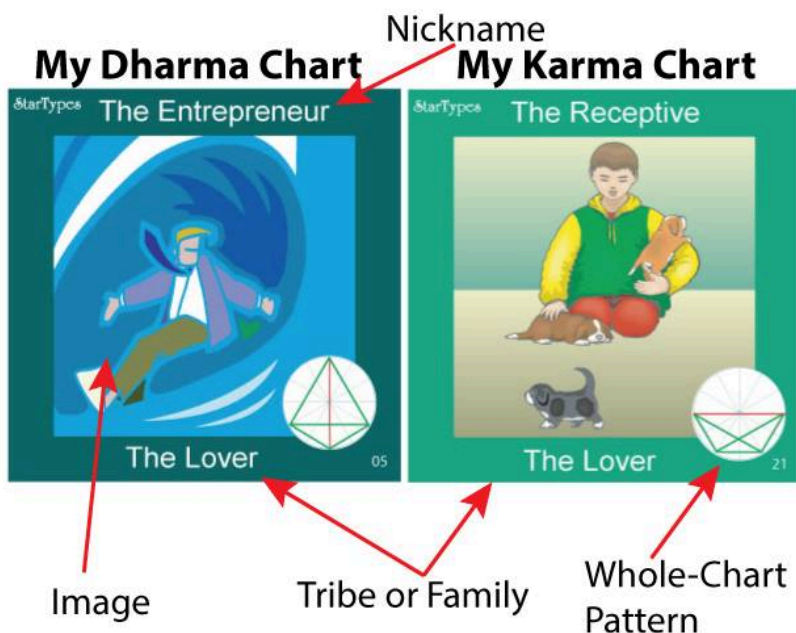 Nickname
My Dharma Chart
My Karma Chart
StarTypes
The Entrepreneur
StarTypes
The Receptive
The Lover
05
The Lover
21
Image
Tribe or Family
Whole-Chart
Pattern